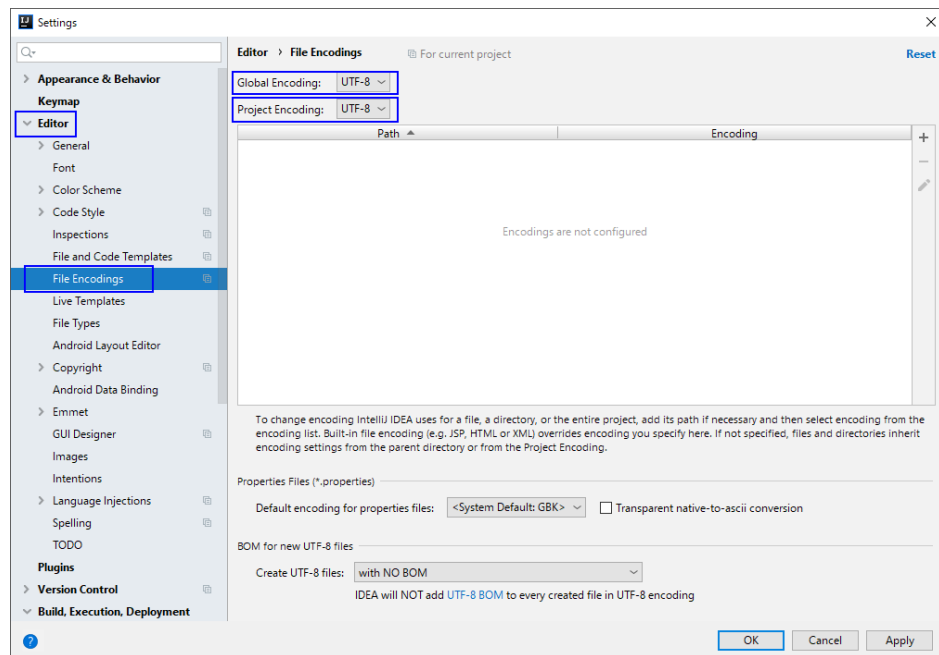 Settings
Editor › File Encodings For current project Reset
Appearance & Behavior
Keymap
Editor
General
Font
Color Scheme
Code Style
Inspections
File and Code Templates
File Encodings
Live Templates
File Types
Android Layout Editor
Copyright
Android Data Binding
Emmet
GUI Designer
Images
Intentions
Language Injections
Spelling
TODO
Plugins
Version Control
Build, Execution, Deployment
Global Encoding: UTF-8
Project Encoding: UTF-8
Path Encoding
Encodings are not configured
To change encoding IntelliJ IDEA uses for a file, a directory, or the entire project, add its path if necessary and then select encoding from the
encoding list. Built-in file encoding (e.g. JSP, HTML or XML) overrides encoding you specify here. If not specified, files and directories inherit
encoding settings from the parent directory or from the Project Encoding.
Properties Files (*.properties)
Default encoding for properties files: <System Default: GBK> Transparent native-to-ascii conversion
BOM for new UTF-8 files
Create UTF-8 files: with NO BOM
IDEA will NOT add UTF-8 BOM to every created file in UTF-8 encoding
? OK Cancel Apply